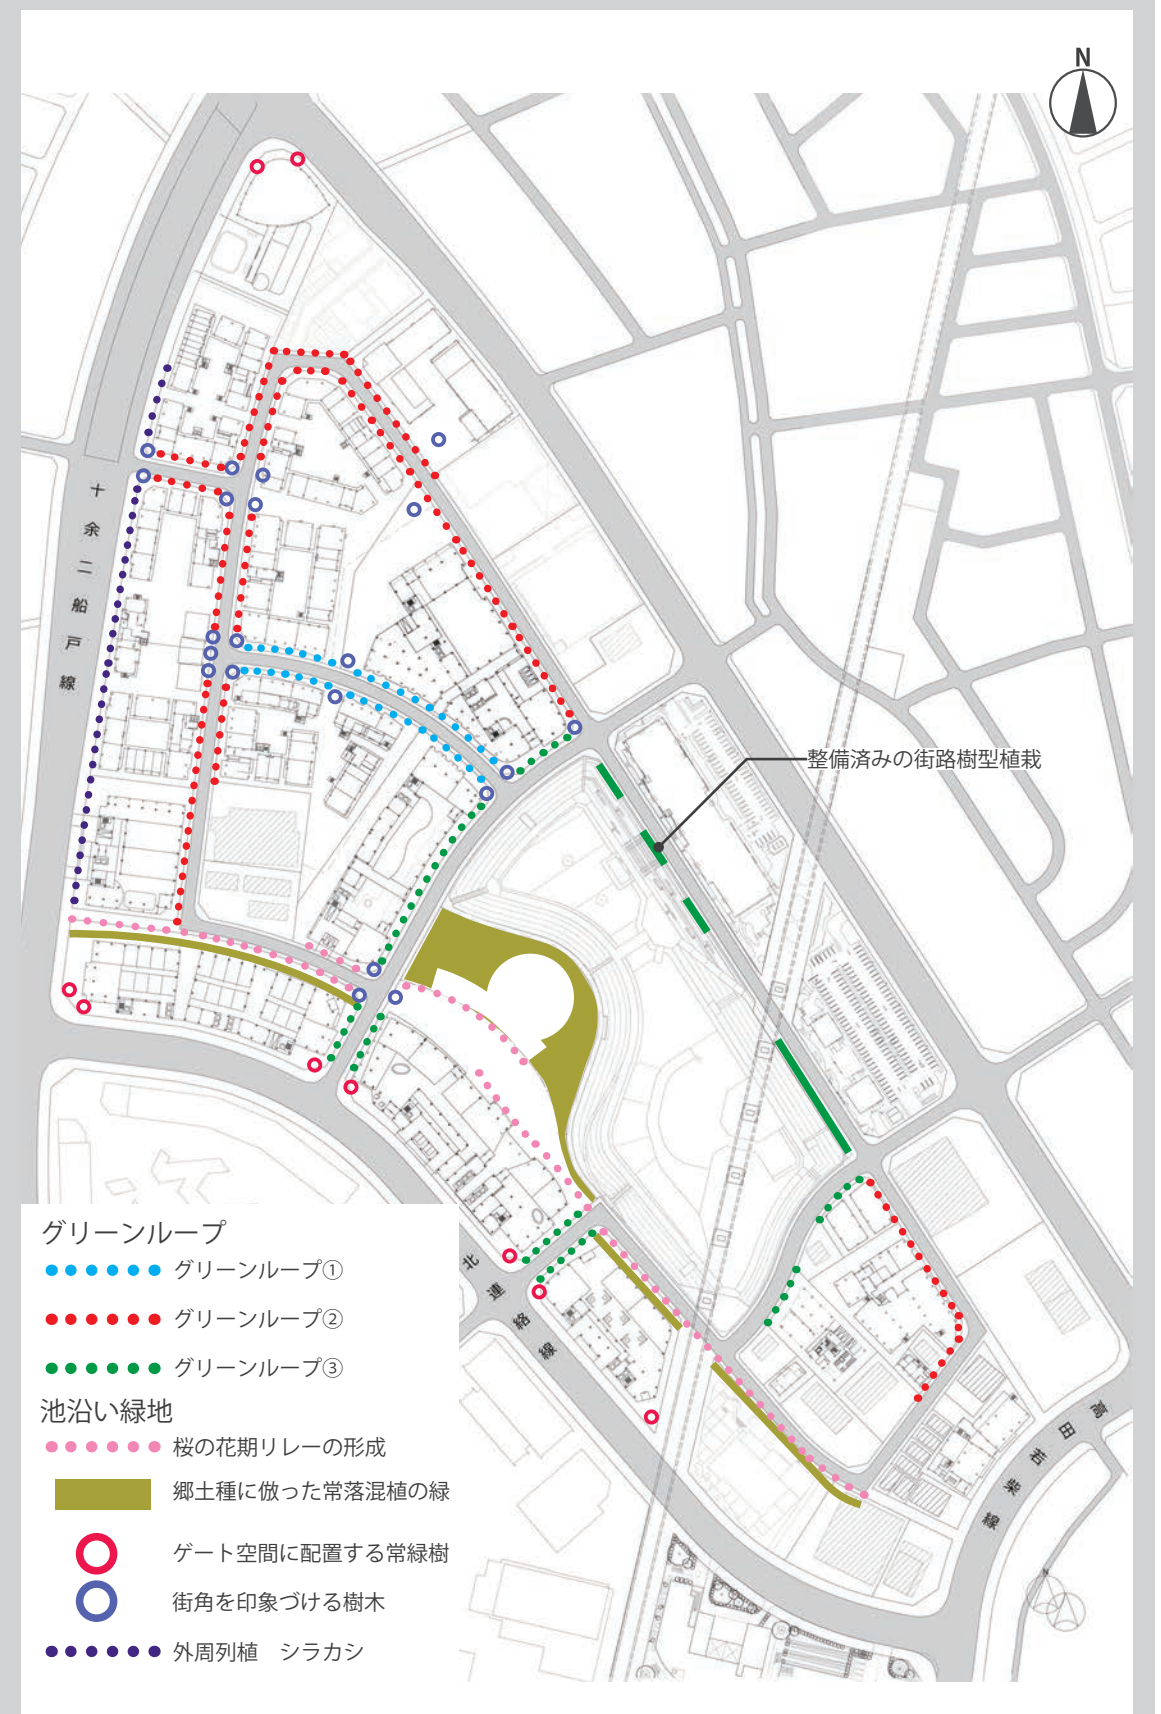 N
十余二船戸線
整備済みの街路樹型植栽
グリーンループ
グリーンループ①
グリーンループ②
グリーンループ③
池沿い緑地
桜の花期リレーの形成
郷土種に倣った常落混植の緑
ゲート空間に配置する常緑樹
街角を印象づける樹木
外周列植　シラカシ
北連絡線
高田若柴線
N